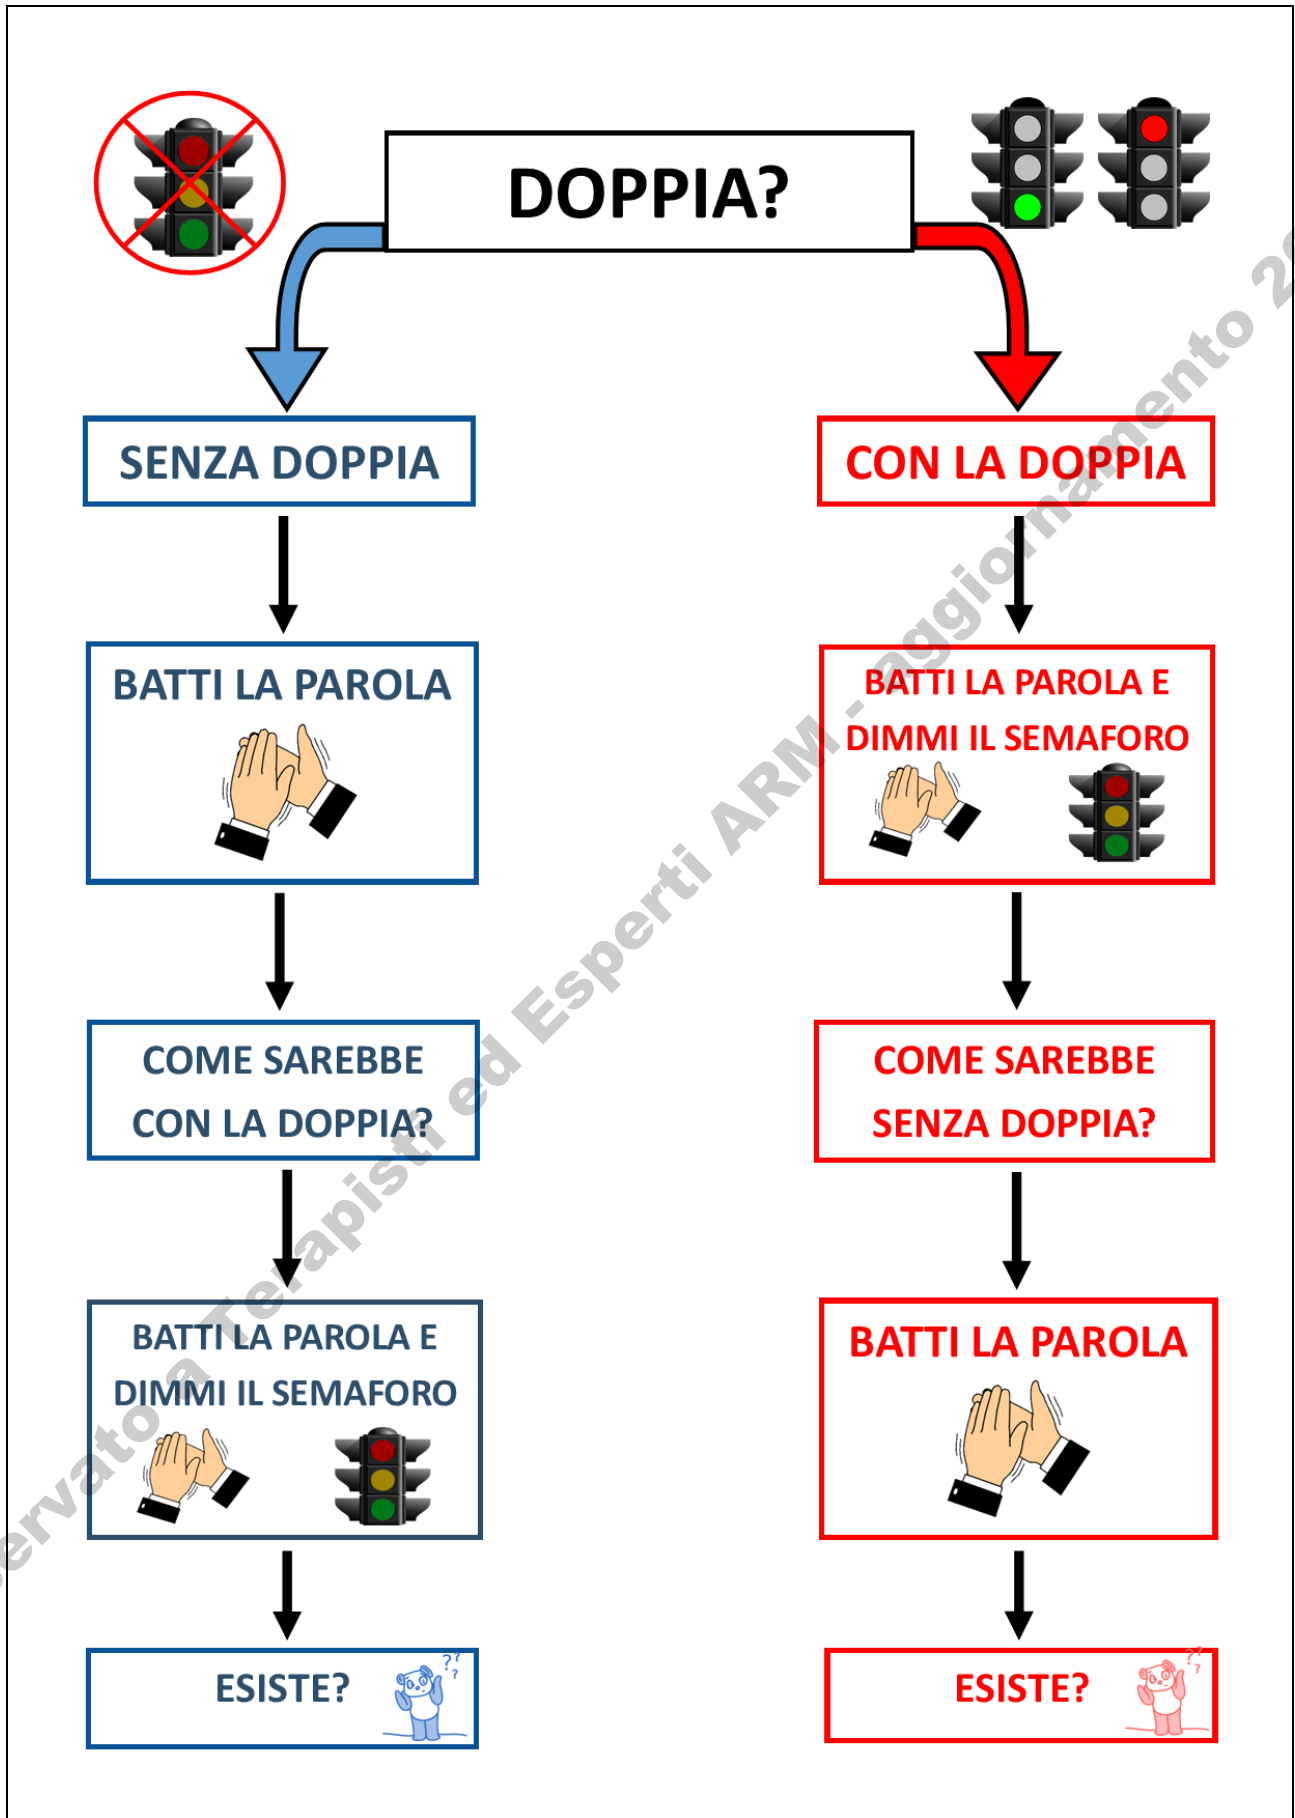 DOPPIA?
SENZA DOPPIA
BATTI LA PAROLA
COME SAREBBE
CON LA DOPPIA?
BATTI LA PAROLA E
DIMMI IL SEMAFORO
ESISTE?
??
?
CON LA DOPPIA
BATTI LA PAROLA E
DIMMI IL SEMAFORO
COME SAREBBE
SENZA DOPPIA?
BATTI LA PAROLA
ESISTE?
??
?
a Terapisti ed Esperti ARM - aggiornamento